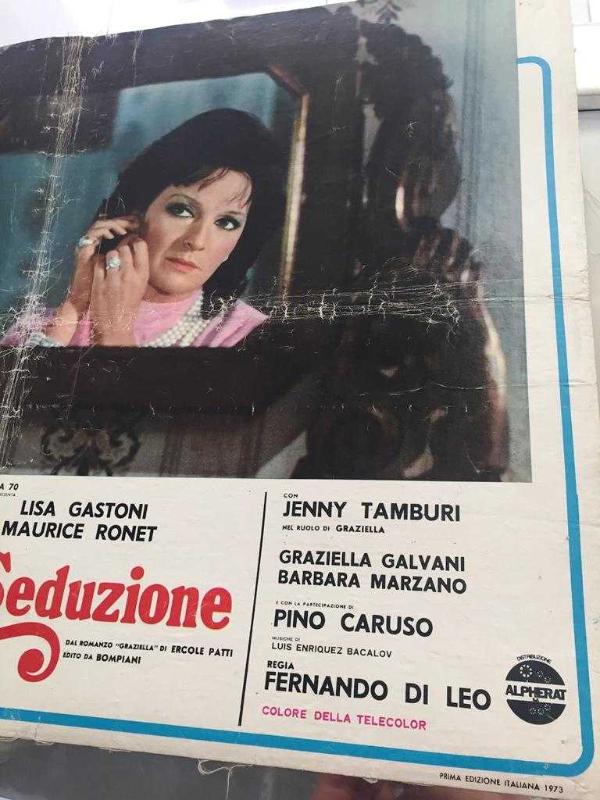 A 70
LISA GASTONI
MAURICE RONET
Seduzione
DAL ROMANZO "GRAZIELLA" DI ERCOLE PATTI
EDITO DA BOMPIANI
CON
JENNY TAMBURI
NEL RUOLO DI GRAZIELLA
GRAZIELLA GALVANI
BARBARA MARZANO
E CON LA PARTECIPAZIONE DI
PINO CARUSO
MUSICHE DI
LUIS ENRIQUEZ BACALOV
REGIA
FERNANDO DI LEO
COLORE DELLA TELECOLOR
DISTRIBUZIONE
ALPHERAT
PRIMA EDIZIONE ITALIANA 1973